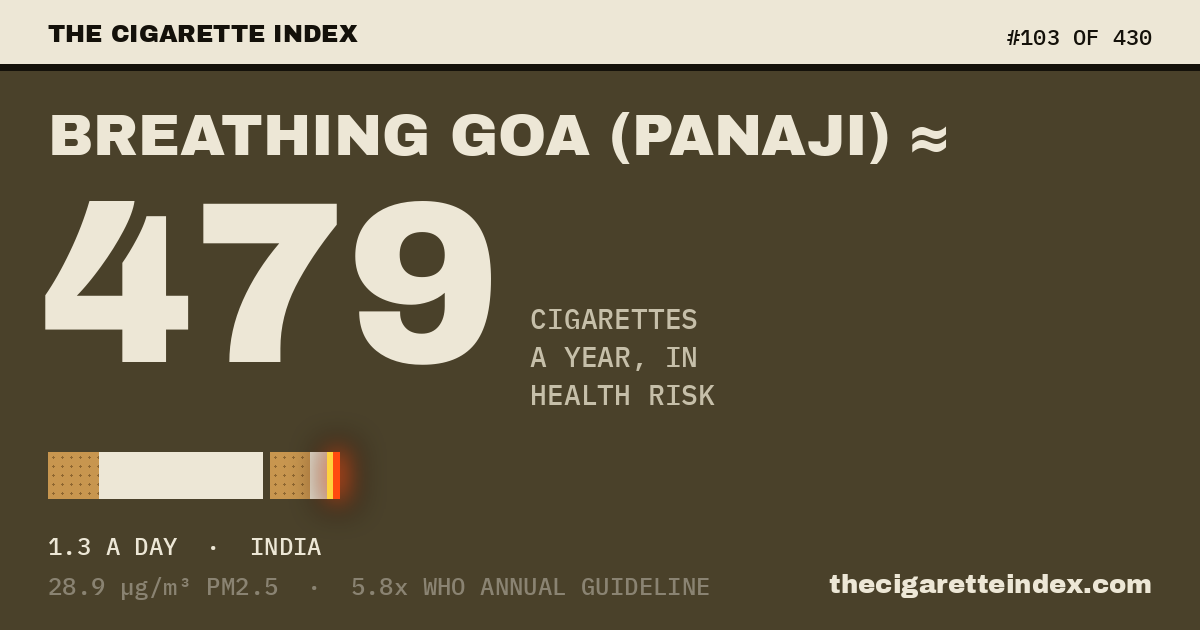 THE CIGARETTE INDEX
#103 OF 430
BREATHING GOA (PANAJI) ≈
479
CIGARETTES
A YEAR, IN
HEALTH RISK
1.3 A DAY · INDIA
28.9 µg/m³ PM2.5 · 5.8x WHO ANNUAL GUIDELINE
thecigaretteindex.com